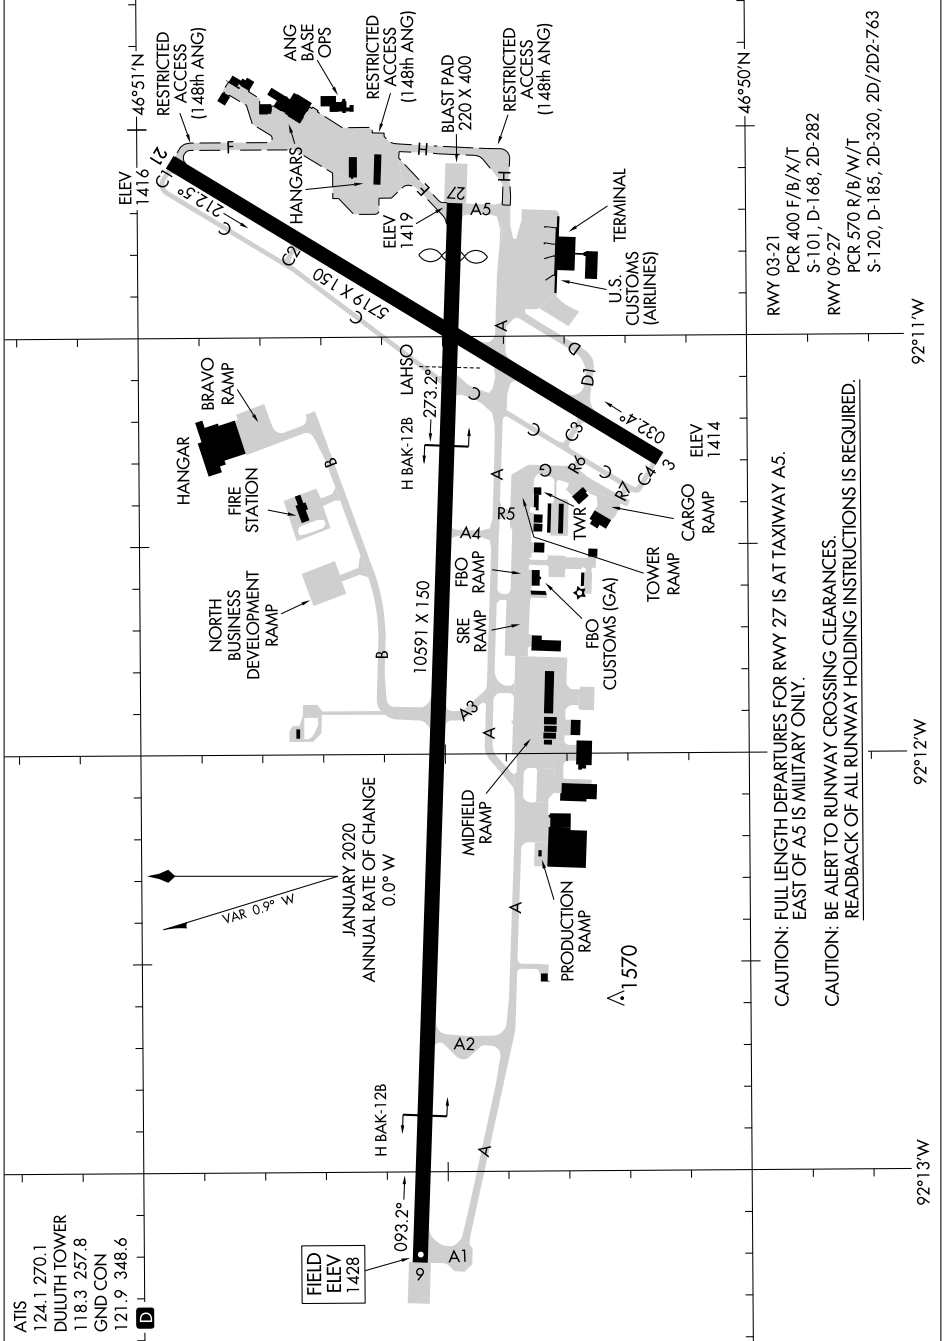 ATIS
124.1 270.1
DULUTH TOWER
118.3 257.8
GND CON
121.9 348.6
D
FIELD
ELEV
1428
9
093.2°
A1
A
H BAK-12B
A2
1570
A
PRODUCTION
RAMP
VAR 0.9° W
JANUARY 2020
ANNUAL RATE OF CHANGE
0.0° W
MIDFIELD
RAMP
A
A3
10591 X 150
B
B
NORTH
BUSINESS
DEVELOPMENT
RAMP
FIRE
STATION
HANGAR
BRAVO
RAMP
SRE
RAMP
FBO
RAMP
FBO
CUSTOMS (GA)
A4
R5
A
TOWER
RAMP
TWR
CARGO
RAMP
R6
R7
G
C
C
C3
C4
3
032.4°
ELEV
1414
D1
D
H BAK-12B
273.2°
LAHSO
C
A
5719 X 150
C
C2
C
C1
212.5°
21
ELEV
1416
RESTRICTED
ACCESS
(148th ANG)
F
ANG
BASE
OPS
HANGARS
RESTRICTED
ACCESS
(148th ANG)
BLAST PAD
220 X 400
RESTRICTED
ACCESS
(148th ANG)
H
H
E
ELEV
1419
27
A5
TERMINAL
U.S.
CUSTOMS
(AIRLINES)
46°51'N
46°50'N
92°11'W
92°12'W
92°13'W
RWY 03-21
PCR 400 F/B/X/T
S-101, D-168, 2D-282
RWY 09-27
PCR 570 R/B/W/T
S-120, D-185, 2D-320, 2D/2D2-763
CAUTION: FULL LENGTH DEPARTURES FOR RWY 27 IS AT TAXIWAY A5.
EAST OF A5 IS MILITARY ONLY.
CAUTION: BE ALERT TO RUNWAY CROSSING CLEARANCES.
READBACK OF ALL RUNWAY HOLDING INSTRUCTIONS IS REQUIRED.